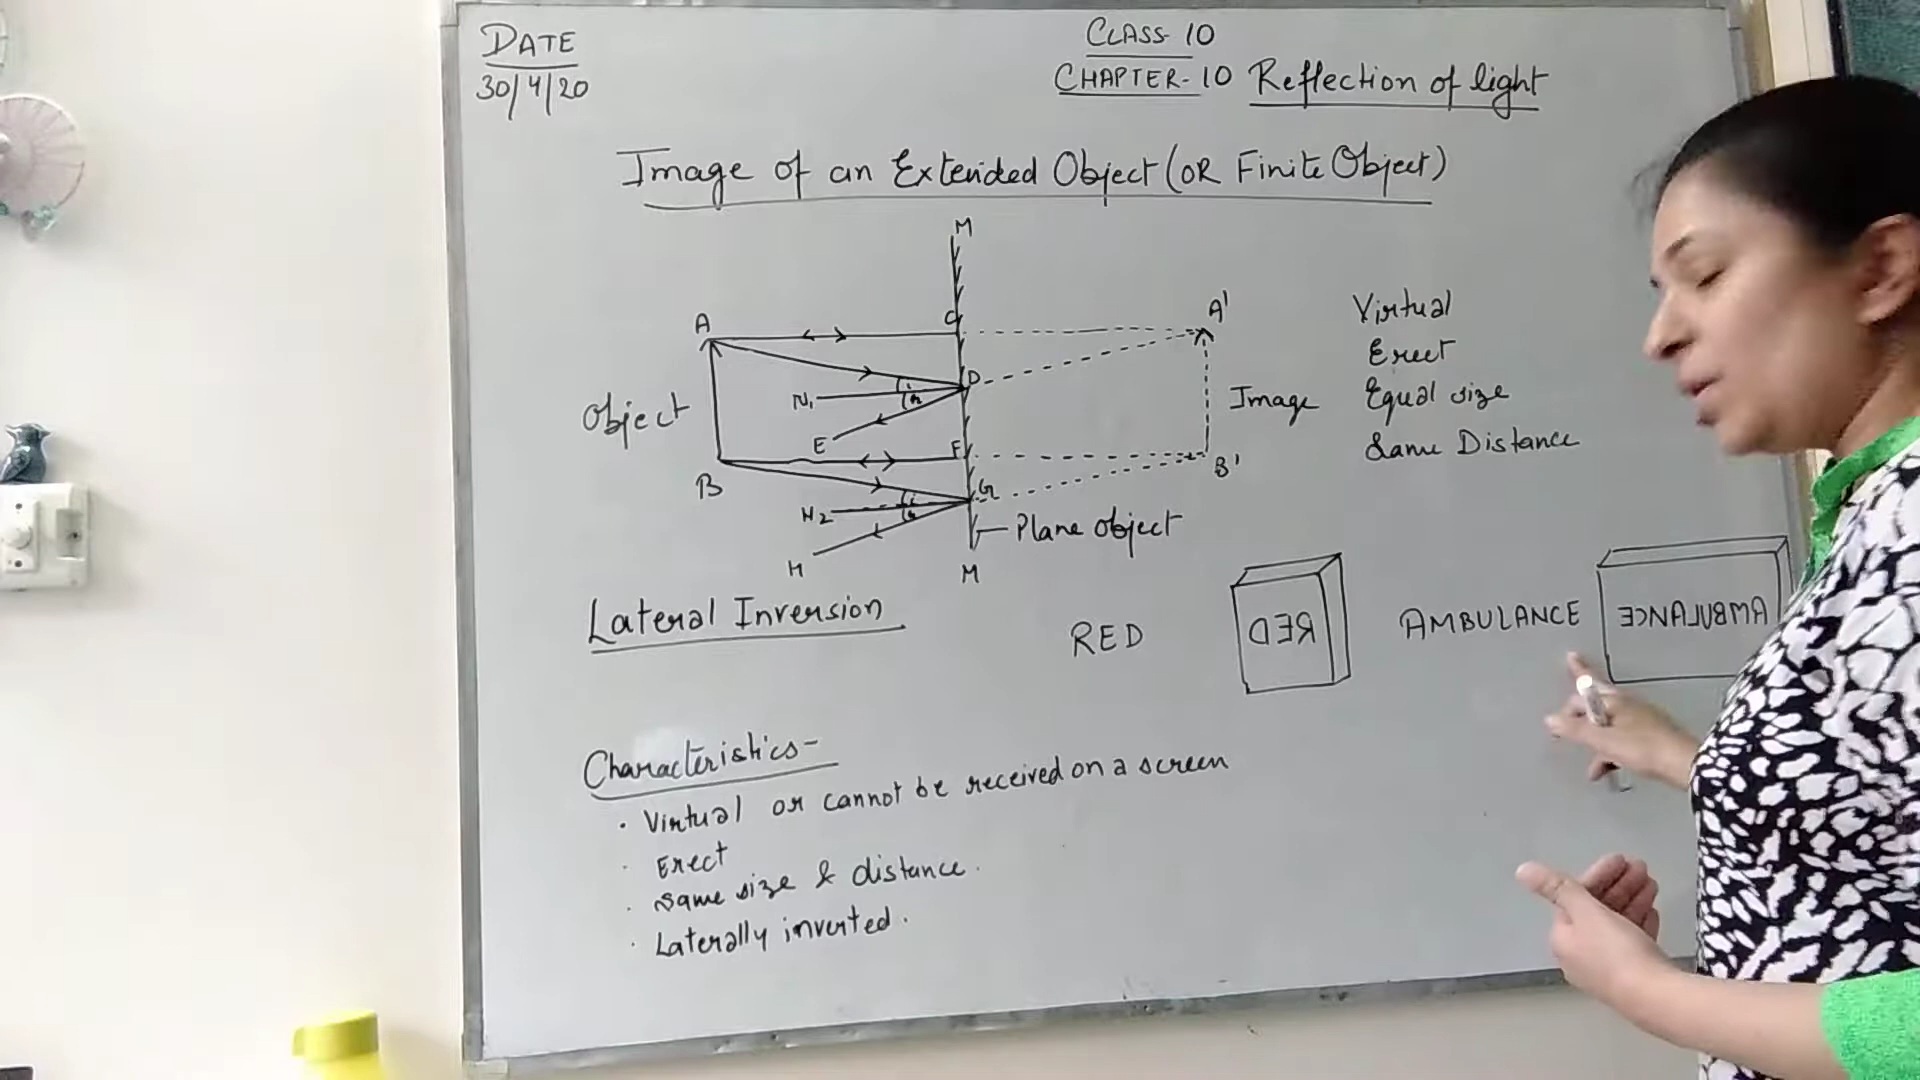 DATE
30/4/20
CLASS-10
CHAPTER-10 Reflection of light
Image of an Extended Object (OR Finite Object)
M
A
C
A'
Virtual
D
Erect
i
N1
r
Object
Image
Equal size
E
F
Same Distance
B
B'
G
i
N2
r
Plane object
H
M
Lateral Inversion
RED
RED
AMBULANCE
AMBULANCE
Characteristics-
· Virtual or cannot be received on a screen
· Erect
· Same size & distance.
· Laterally inverted.